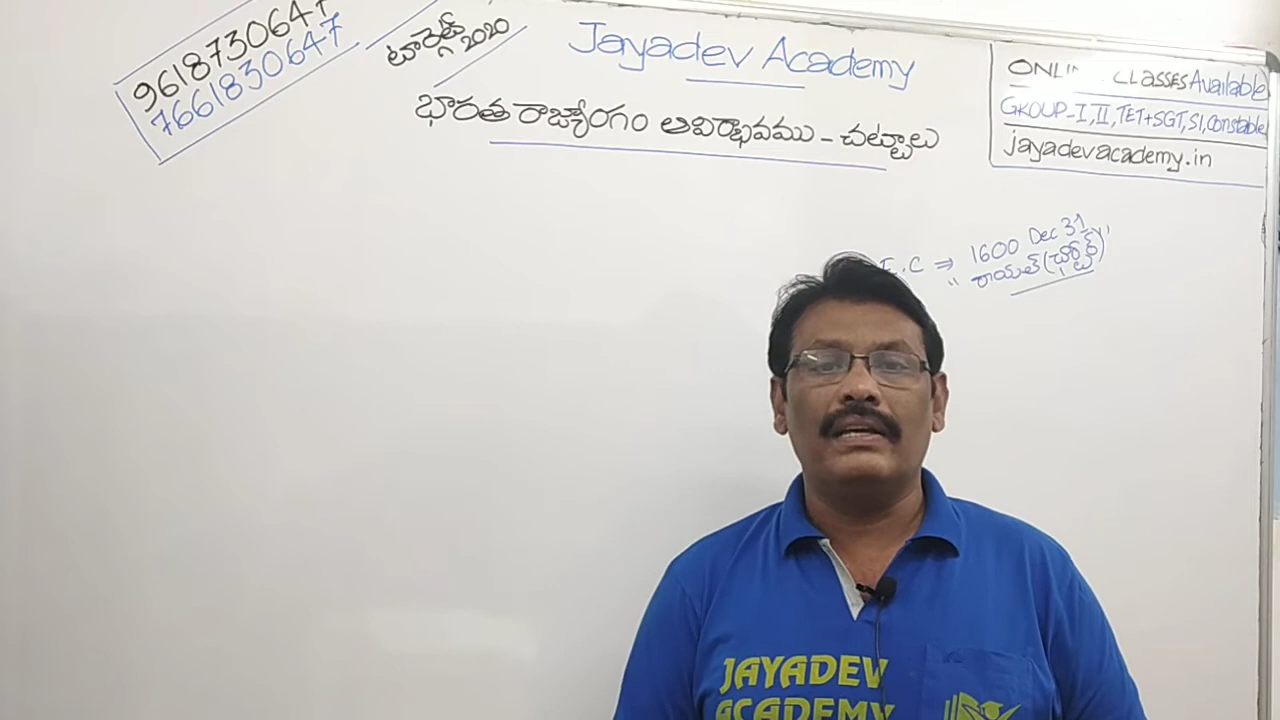 9618730647
7661830647
టార్గెట్ 2020
Jayadev Academy
భారత రాజ్యాంగం ఆవిర్భావము - చట్టాలు
CLASSES Available
GROUP-I, II, TET+SGT, SI, Constable
jayadevacademy.in
I.C ⇒ 1600 Dec 31
" రాయల్ (చార్టర్) "
JAYADEV
ACADEMY